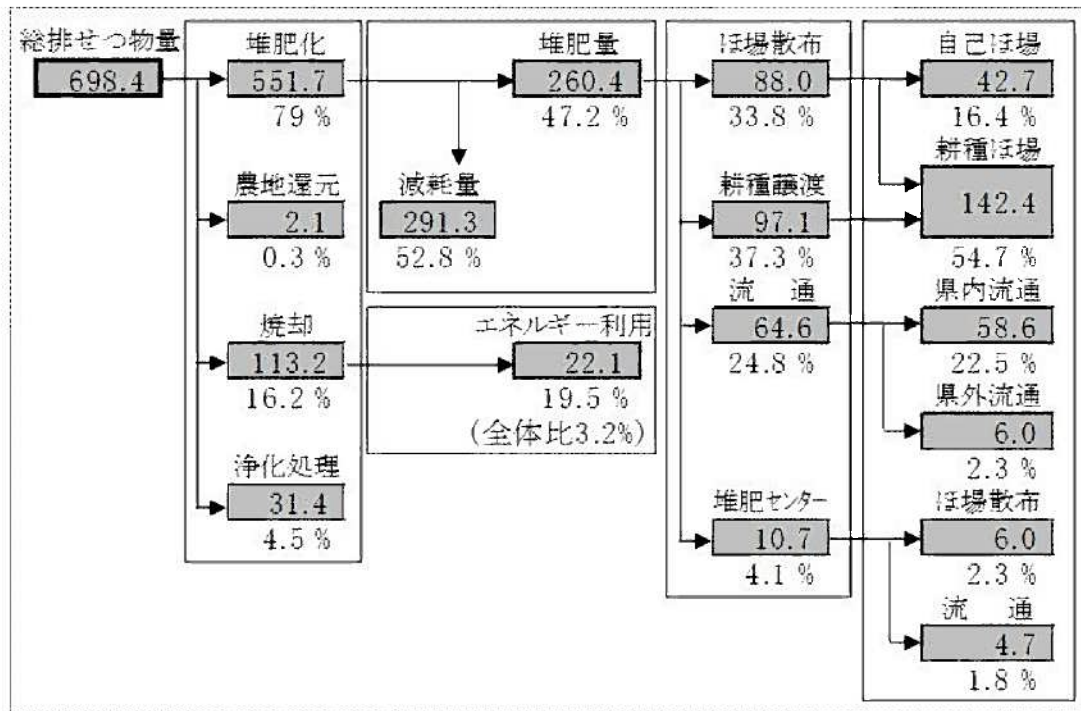 総排せつ物量
698.4
堆肥化
551.7
79 %
農地還元
2.1
0.3 %
焼却
113.2
16.2 %
浄化処理
31.4
4.5 %
堆肥量
260.4
47.2 %
減耗量
291.3
52.8 %
エネルギー利用
22.1
19.5 %
(全体比3.2%)
ほ場散布
88.0
33.8 %
耕種譲渡
97.1
37.3 %
流 通
64.6
24.8 %
堆肥センター
10.7
4.1 %
自己ほ場
42.7
16.4 %
耕種ほ場
142.4
54.7 %
県内流通
58.6
22.5 %
県外流通
6.0
2.3 %
ほ場散布
6.0
2.3 %
流 通
4.7
1.8 %